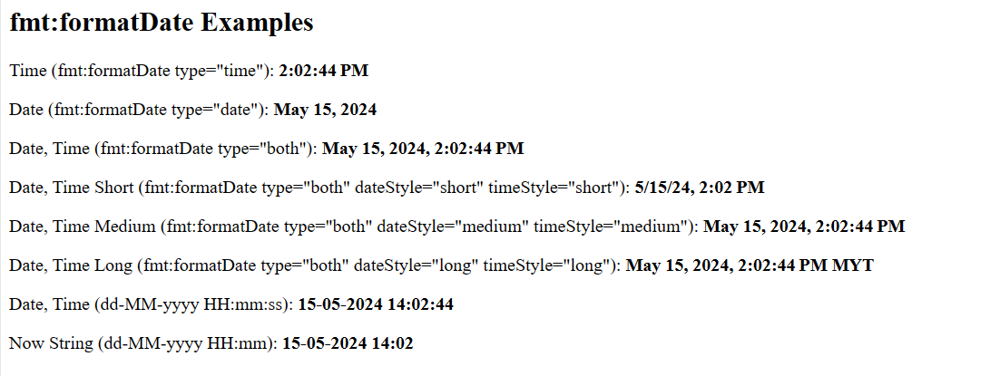 fmt:formatDate Examples
Time (fmt:formatDate type="time"): 2:02:44 PM
Date (fmt:formatDate type="date"): May 15, 2024
Date, Time (fmt:formatDate type="both"): May 15, 2024, 2:02:44 PM
Date, Time Short (fmt:formatDate type="both" dateStyle="short" timeStyle="short"): 5/15/24, 2:02 PM
Date, Time Medium (fmt:formatDate type="both" dateStyle="medium" timeStyle="medium"): May 15, 2024, 2:02:44 PM
Date, Time Long (fmt:formatDate type="both" dateStyle="long" timeStyle="long"): May 15, 2024, 2:02:44 PM MYT
Date, Time (dd-MM-yyyy HH:mm:ss): 15-05-2024 14:02:44
Now String (dd-MM-yyyy HH:mm): 15-05-2024 14:02